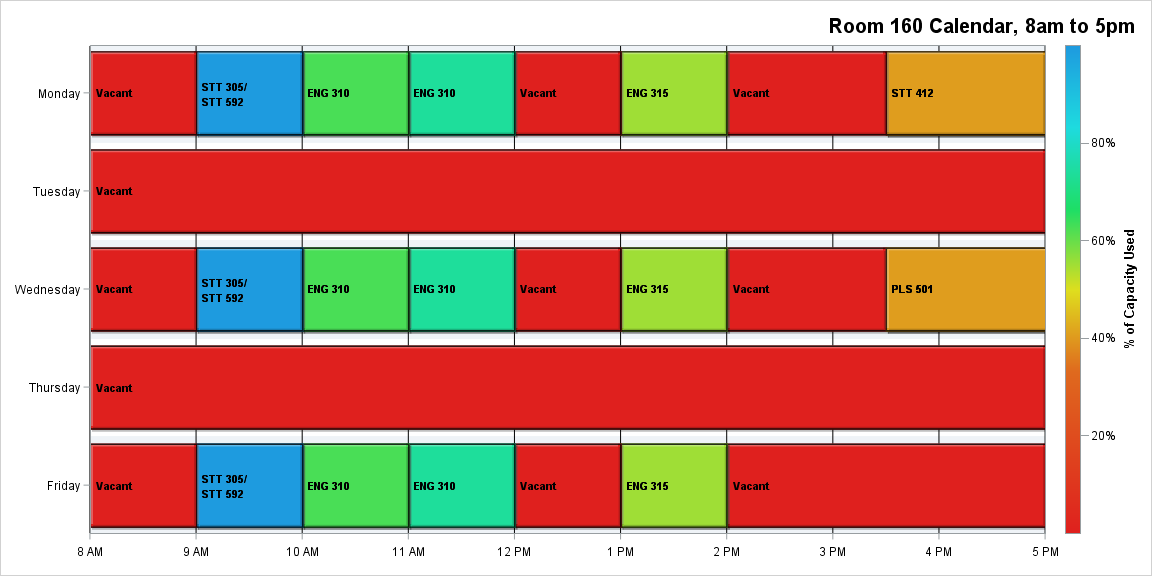 Room 160 Calendar, 8am to 5pm
Monday
Vacant
STT 305/
STT 592
ENG 310
ENG 310
Vacant
ENG 315
Vacant
STT 412
Tuesday
Vacant
Wednesday
Vacant
STT 305/
STT 592
ENG 310
ENG 310
Vacant
ENG 315
Vacant
PLS 501
Thursday
Vacant
Friday
Vacant
STT 305/
STT 592
ENG 310
ENG 310
Vacant
ENG 315
Vacant
8 AM
9 AM
10 AM
11 AM
12 PM
1 PM
2 PM
3 PM
4 PM
5 PM
80%
60%
40%
20%
% of Capacity Used